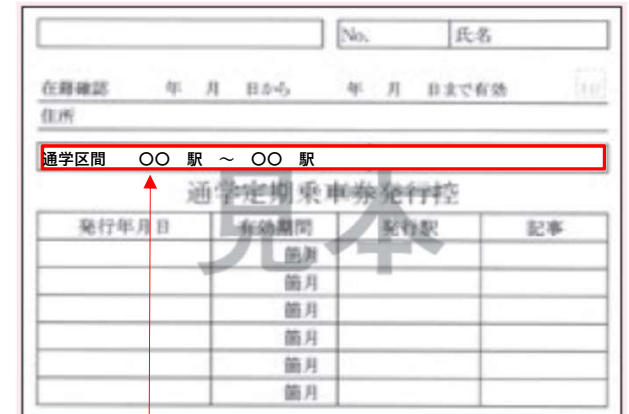 No. 氏名
在籍確認 年 月 日から 年 月 日まで有効
住所
通学区間 〇〇 駅 ～ 〇〇 駅
通学定期乗車券発行控
見本
発行年月日 有効期間 発行駅 記事
箇月
箇月
箇月
箇月
箇月
箇月